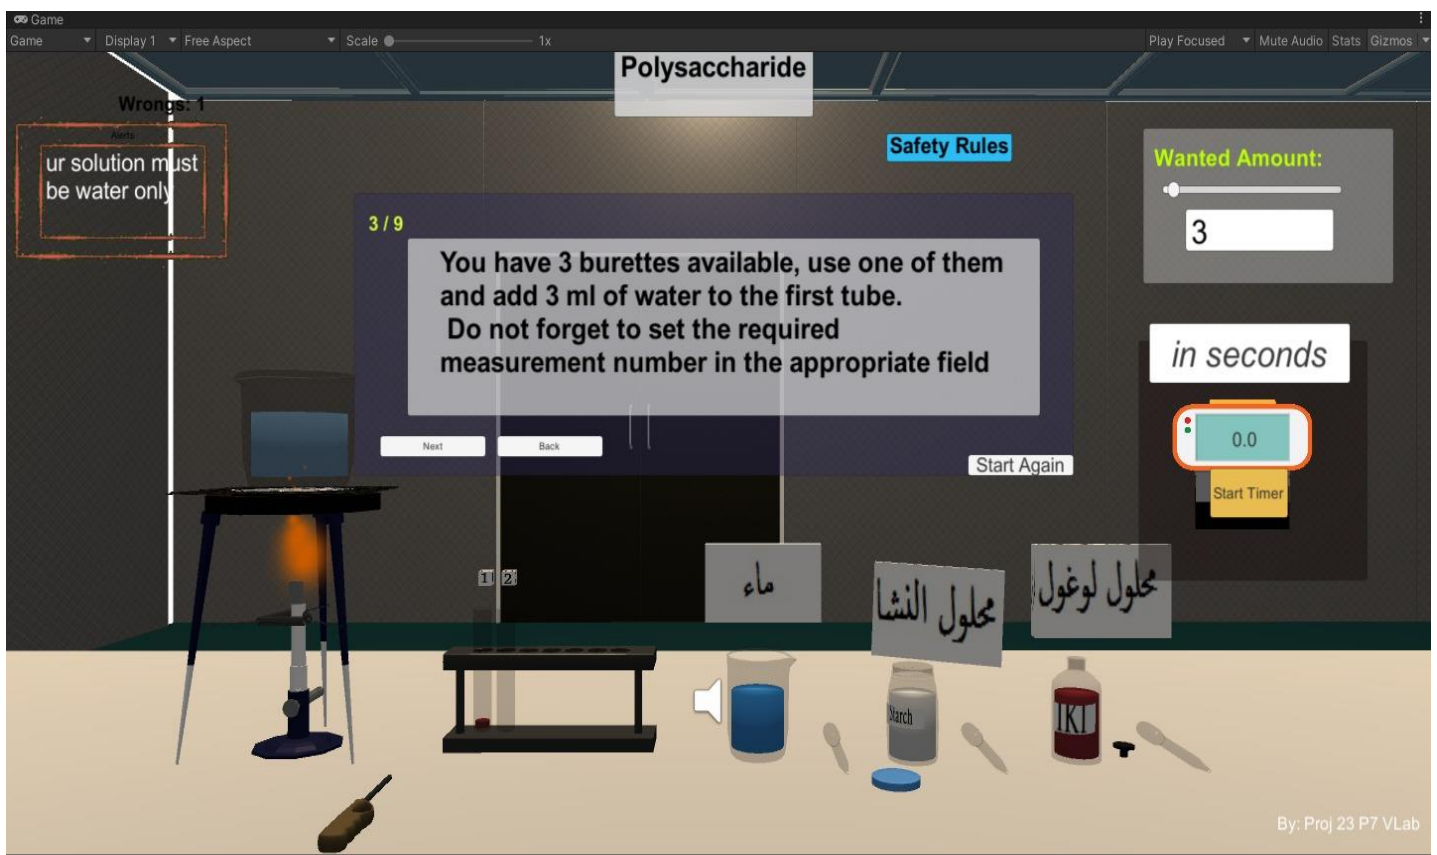 Game
Game Display 1 Free Aspect Scale 1x Play Focused Mute Audio Stats Gizmos
Polysaccharide
Wrongs: 1
Alerts
ur solution must
be water only
Safety Rules
Wanted Amount:
3
3 / 9
You have 3 burettes available, use one of them
and add 3 ml of water to the first tube.
Do not forget to set the required
measurement number in the appropriate field
Next Back
Start Again
in seconds
0.0
Start Timer
1 2
ماء
محلول النشا
محلول لوغول
Starch
IKI
By: Proj 23 P7 VLab